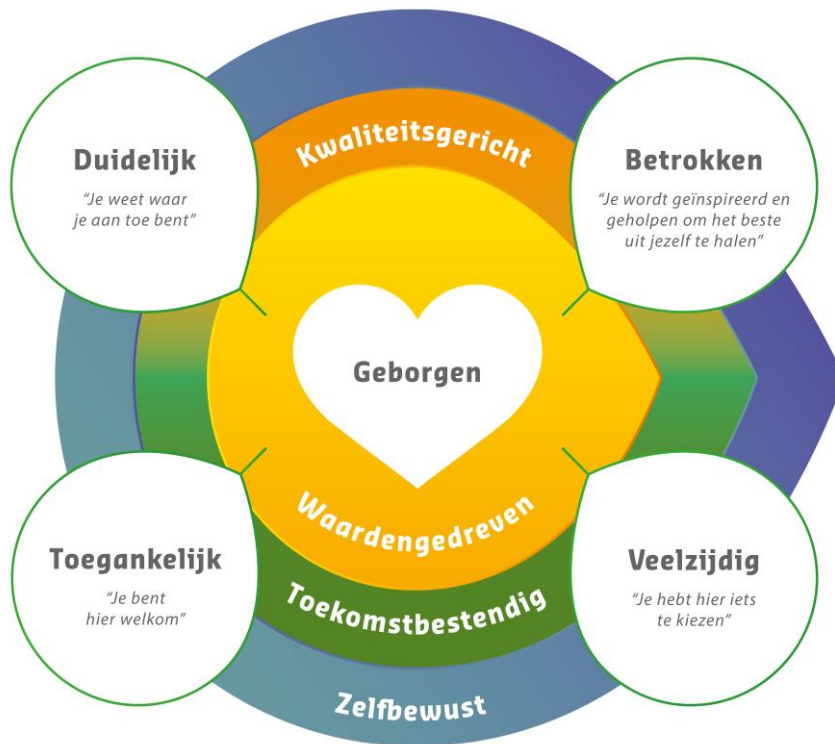 Kwaliteitsgericht
Duidelijk
“Je weet waar
je aan toe bent”
Betrokken
“Je wordt geïnspireerd en
geholpen om het beste
uit jezelf te halen”
Geborgen
Waardengedreven
Toegankelijk
“Je bent
hier welkom”
Veelzijdig
“Je hebt hier iets
te kiezen”
Toekomstbestendig
Zelfbewust